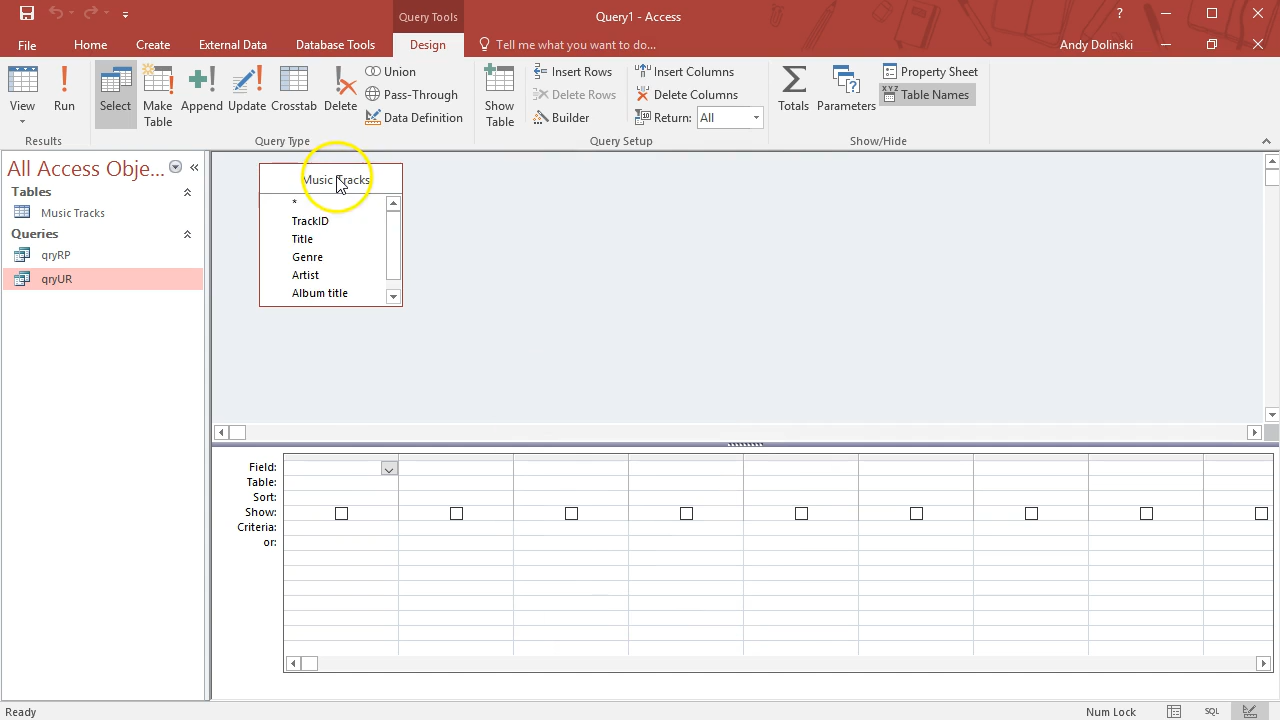 Query Tools
Query1 - Access
?
File
Home
Create
External Data
Database Tools
Design
Tell me what you want to do...
Andy Dolinski
View
Run
Select
Make Table
Append
Update
Crosstab
Delete
Union
Pass-Through
Data Definition
Show Table
Insert Rows
Delete Rows
Builder
Insert Columns
Delete Columns
Return: All
Totals
Parameters
Property Sheet
XYZ Table Names
Results
Query Type
Query Setup
Show/Hide
All Access Obje...
Tables
Music Tracks
Queries
qryRP
qryUR
Music Tracks
*
TrackID
Title
Genre
Artist
Album title
Field:
Table:
Sort:
Show:
Criteria:
or:
Ready
Num Lock
SQL